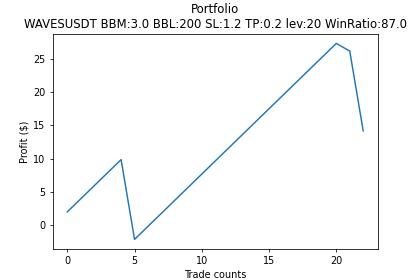 Portfolio
WAVESUSDT BBM:3.0 BBL:200 SL:1.2 TP:0.2 lev:20 WinRatio:87.0
25
20
15
10
5
0
Profit ($)
0 5 10 15 20
Trade counts